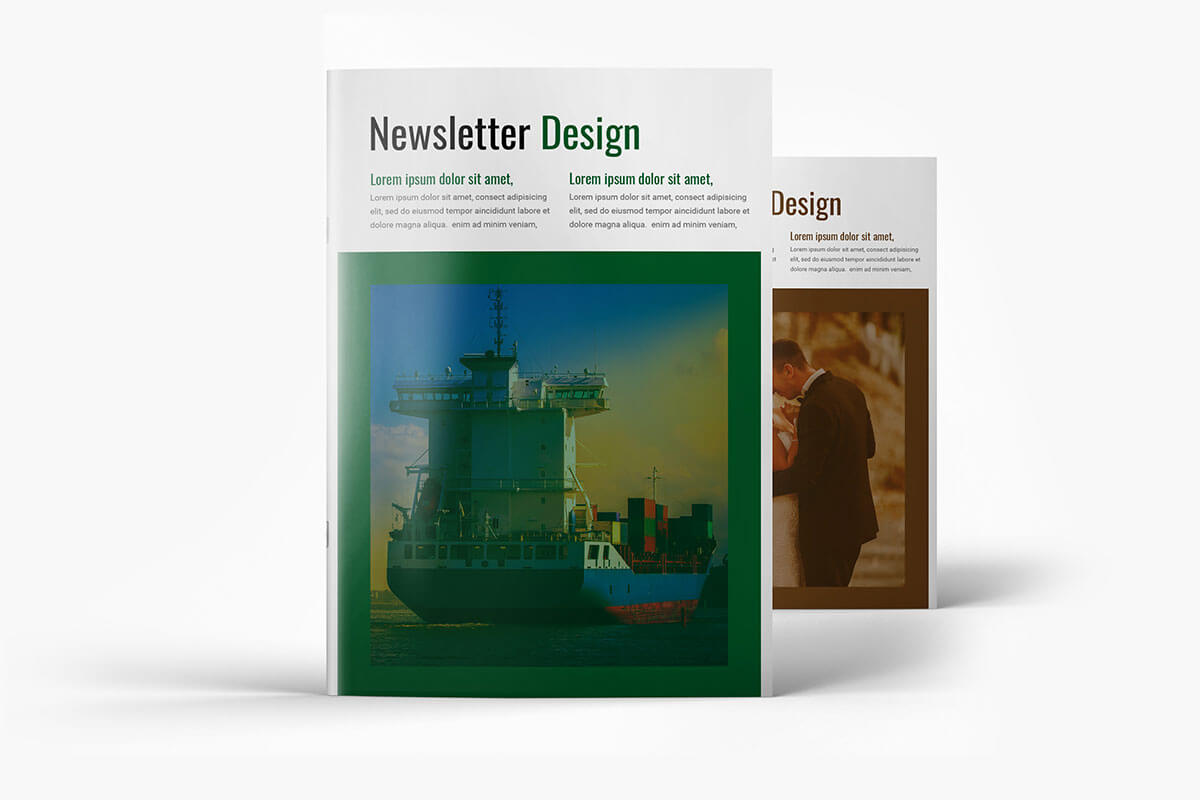 Newsletter Design
Lorem ipsum dolor sit amet,
Lorem ipsum dolor sit amet, consect adipisicing
elit, sed do eiusmod tempor aincididunt labore et
dolore magna aliqua.  enim ad minim veniam,
Lorem ipsum dolor sit amet,
Lorem ipsum dolor sit amet, consect adipisicing
elit, sed do eiusmod tempor aincididunt labore et
dolore magna aliqua.  enim ad minim veniam,
Design
Lorem ipsum dolor sit amet,
Lorem ipsum dolor sit amet, consect adipisicing
elit, sed do eiusmod tempor aincididunt labore et
dolore magna aliqua.  enim ad minim veniam,